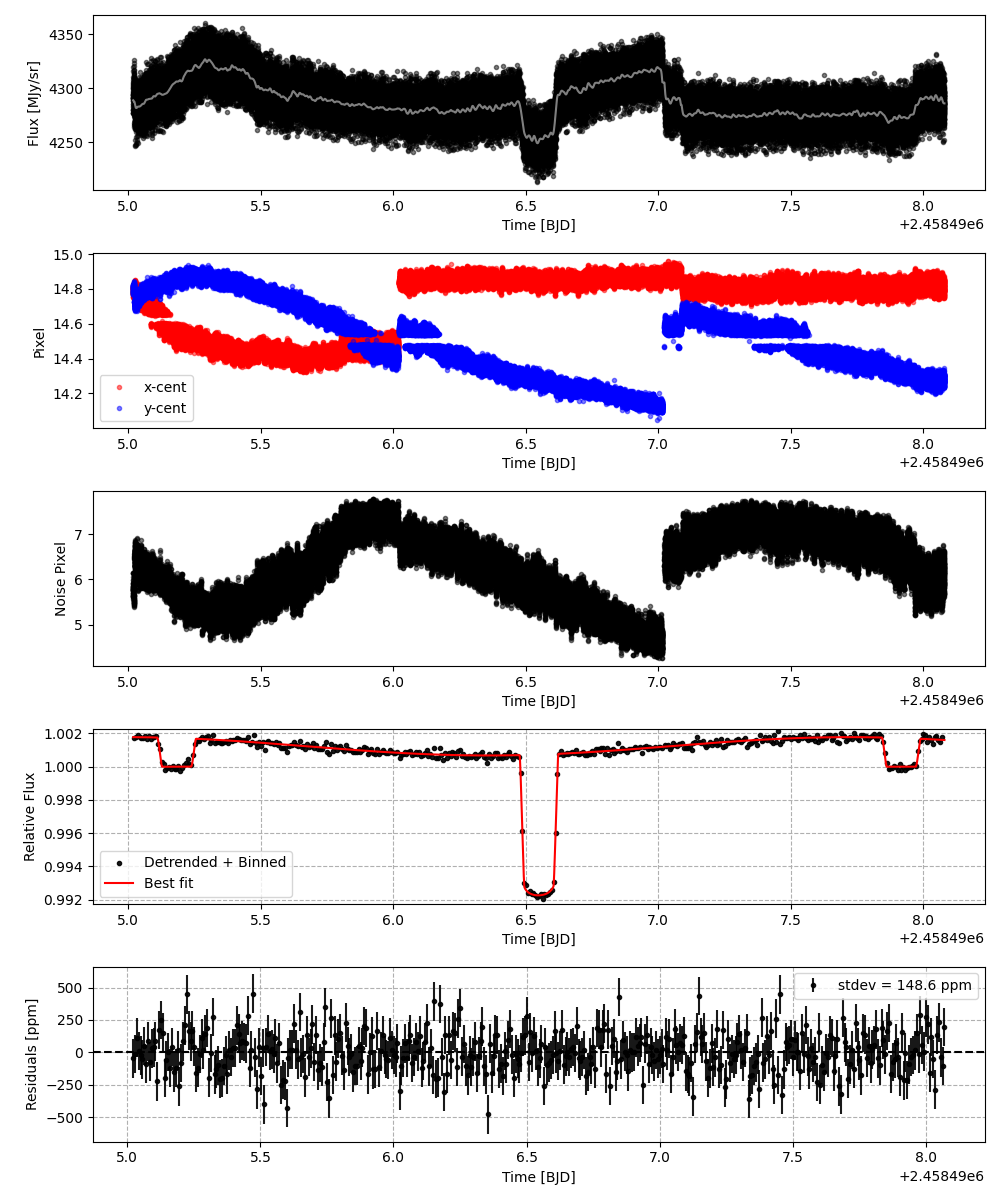 4350
4300
4250
Flux [MJy/sr]
5.0 5.5 6.0 6.5 7.0 7.5 8.0
+2.45849e6
Time [BJD]
15.0
14.8
14.6
14.4
14.2
Pixel
x-cent
y-cent
5.0 5.5 6.0 6.5 7.0 7.5 8.0
+2.45849e6
Time [BJD]
7
6
5
Noise Pixel
5.0 5.5 6.0 6.5 7.0 7.5 8.0
+2.45849e6
Time [BJD]
1.002
1.000
0.998
0.996
0.994
0.992
Relative Flux
Detrended + Binned
Best fit
5.0 5.5 6.0 6.5 7.0 7.5 8.0
+2.45849e6
Time [BJD]
500
250
0
−250
−500
Residuals [ppm]
stdev = 148.6 ppm
5.0 5.5 6.0 6.5 7.0 7.5 8.0
+2.45849e6
Time [BJD]